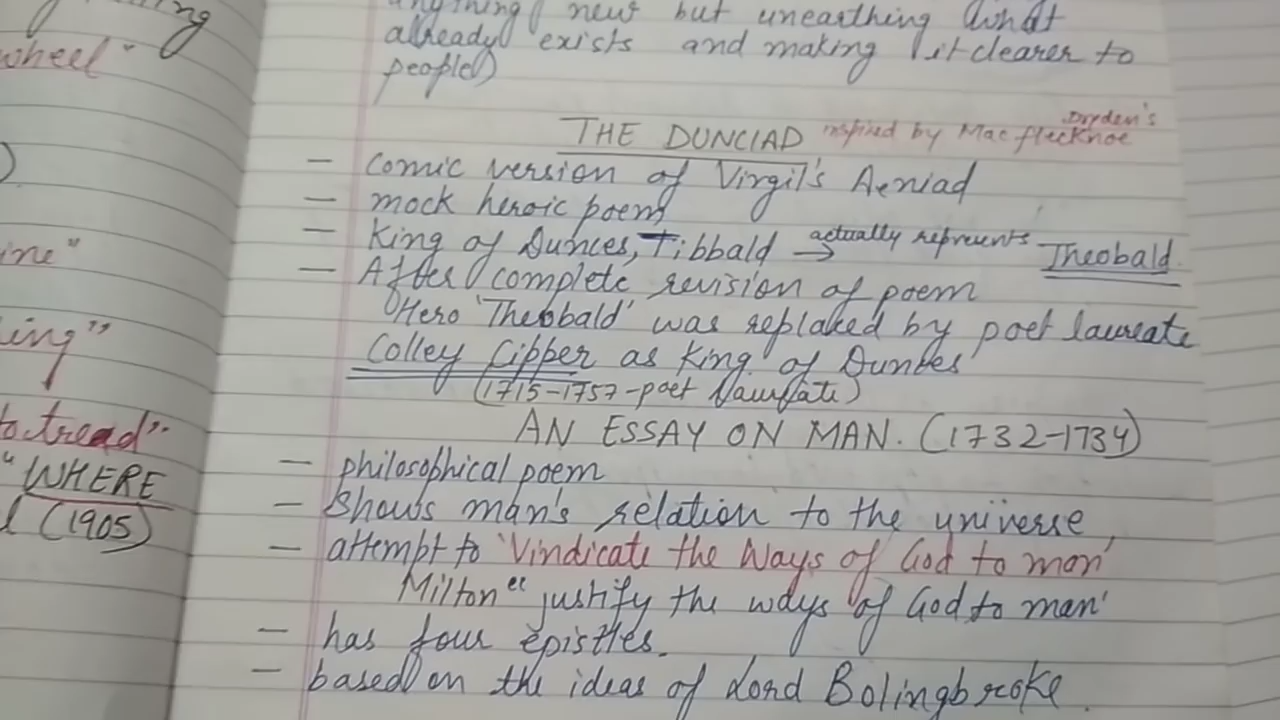 ing
wheel"
)
ine"
ing"
to tread"
"WHERE
(1905)
anything new but unearthing what
already exists and making it clearer to
people)
THE DUNCIAD inspired by Mac flecknoe
Dryden's
- comic version of Virgil's Aeniad
- mock heroic poem
- King of Dunces, Tibbald → actually represents Theobald
- After complete revision of poem
Hero 'Theobald' was replaced by poet laureate
Colley Cipper as King of Dunces
(1715-1757-poet laureate)
AN ESSAY ON MAN. (1732-1734)
- philosophical poem
- Shows man's relation to the universe,
- attempt to 'Vindicate the Ways of God to man'
Milton "justify the ways of God to man'
- has four epistles.
- based on the ideas of Lord Bolingbroke.